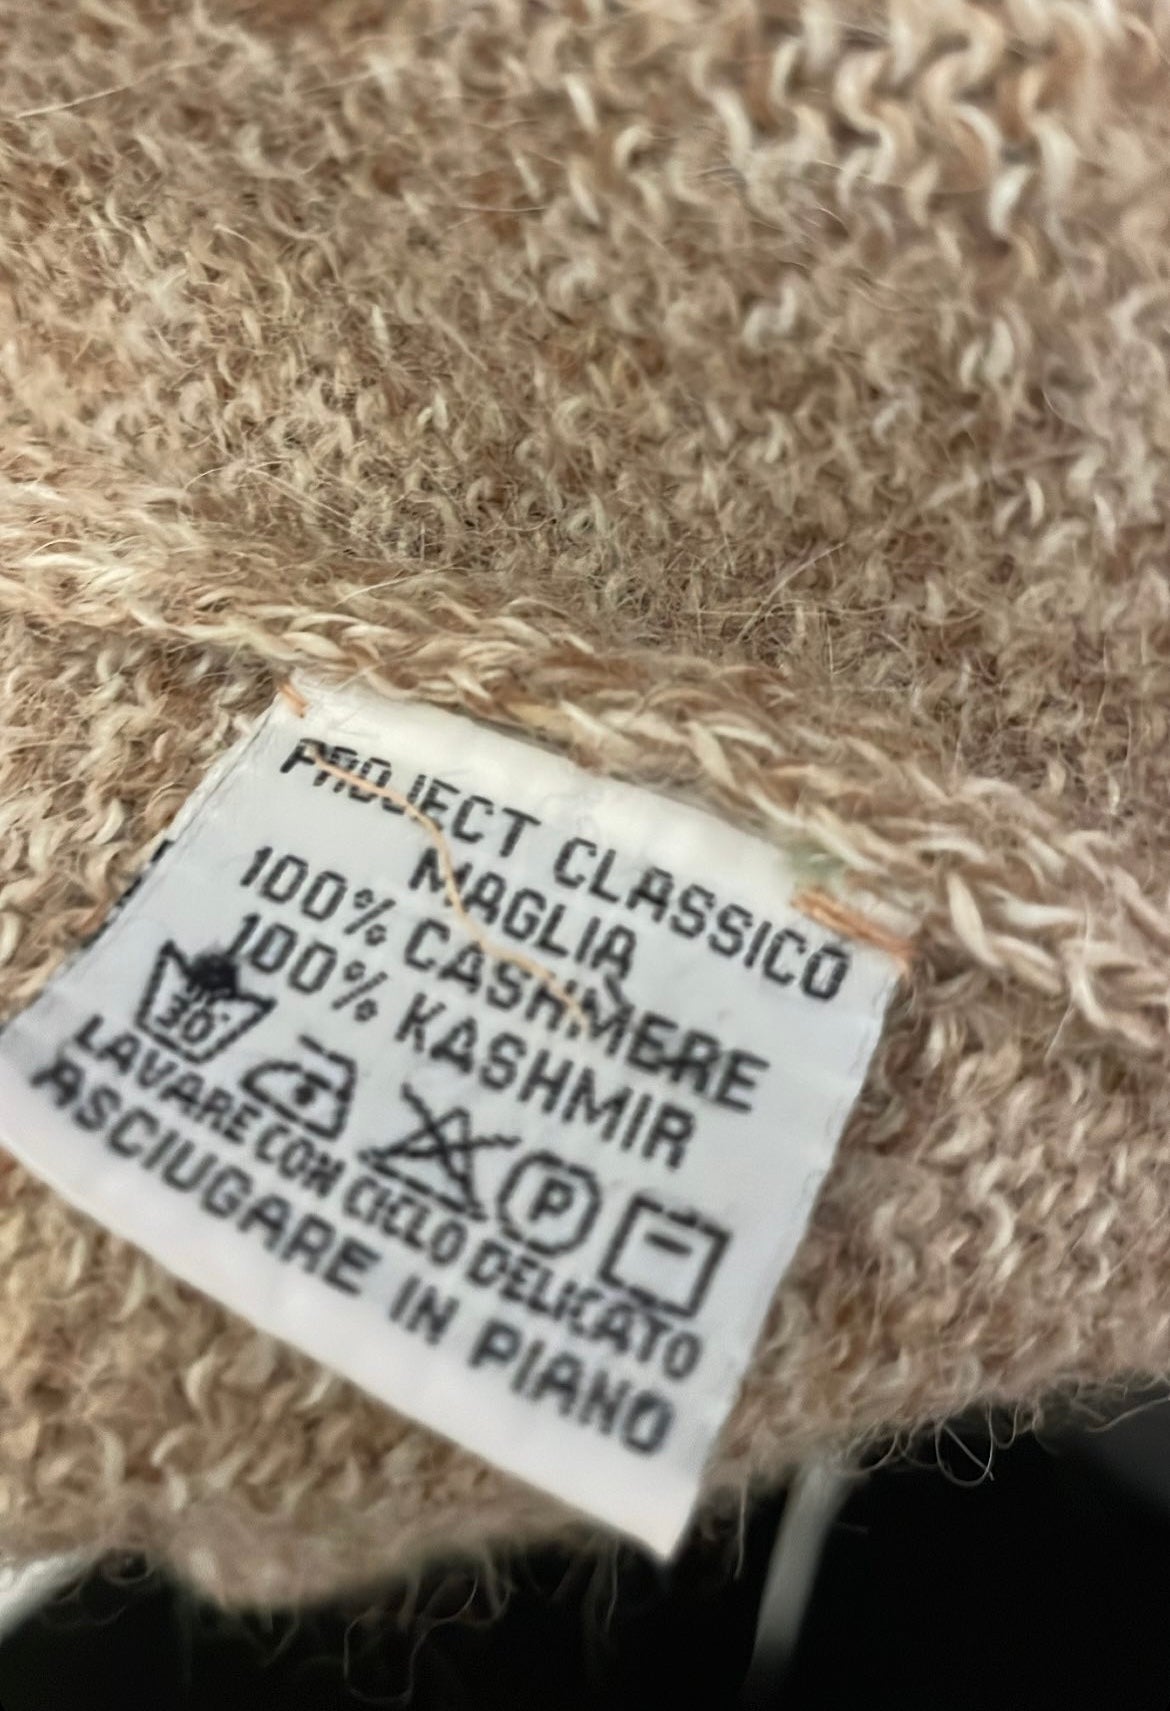 PROJECT CLASSICO
MAGLIA
100% CASHMERE
100% KASHMIR
30°
P
LAVARE CON CICLO DELICATO
ASCIUGARE IN PIANO